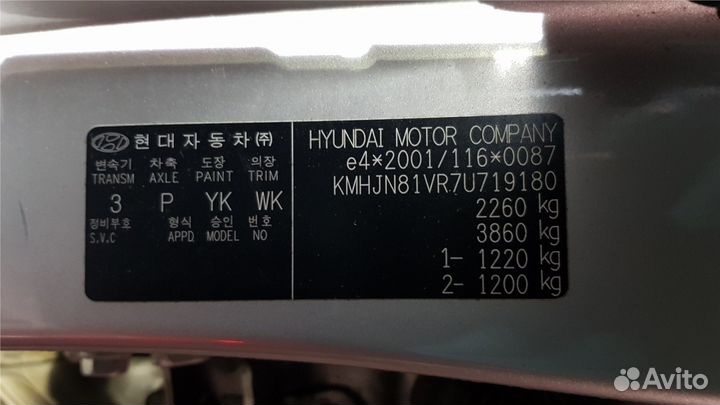 현대자동차㈜
변속기 차축 도장 의장
TRANSM AXLE PAINT TRIM
3 P YK WK
정비부호 형식 승인 번호
S.V.C APPD MODEL NO
HYUNDAI MOTOR COMPANY
e4*2001/116*0087
KMHJN81VR7U719180
2260 kg
3860 kg
1- 1220 kg
2- 1200 kg
Avito